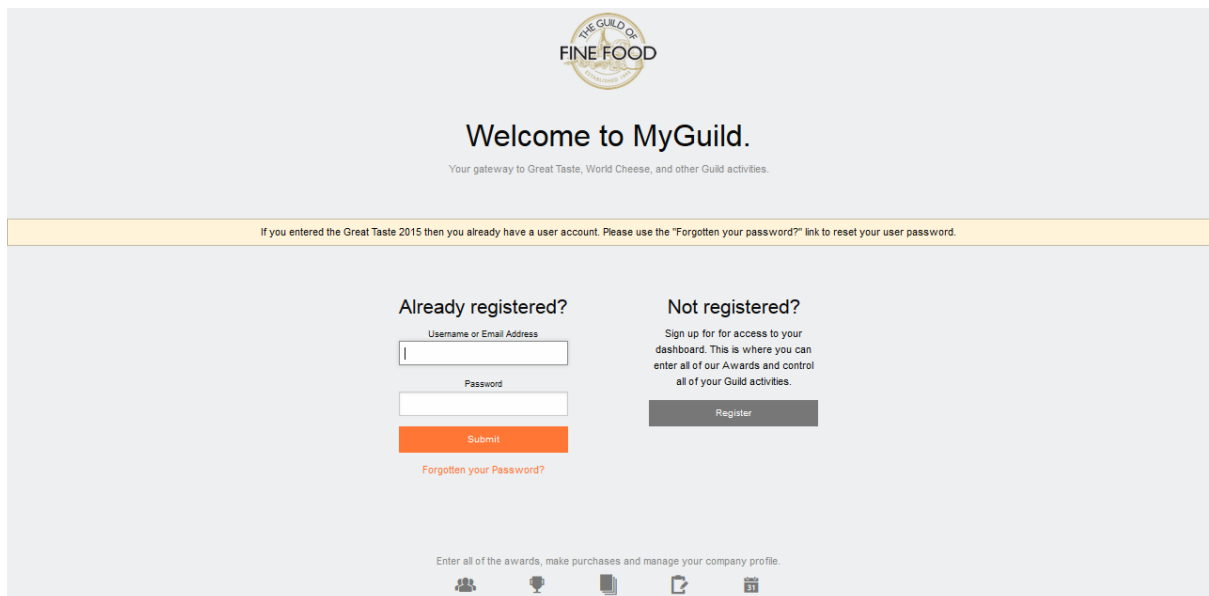 THE GUILD OF
FINE FOOD
Welcome to MyGuild.
Your gateway to Great Taste, World Cheese, and other Guild activities.
If you entered the Great Taste 2015 then you already have a user account. Please use the "Forgotten your password?" link to reset your user password.
Already registered?
Username or Email Address
Password
Submit
Forgotten your Password?
Not registered?
Sign up for for access to your
dashboard. This is where you can
enter all of our Awards and control
all of your Guild activities.
Register
Enter all of the awards, make purchases and manage your company profile.
31